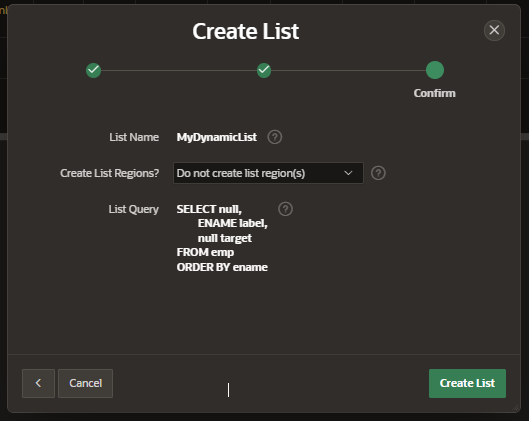 Create List
Confirm
List Name MyDynamicList ?
Create List Regions? Do not create list region(s) ?
List Query SELECT null, ?
ENAME label,
null target
FROM emp
ORDER BY ename
Cancel
Create List